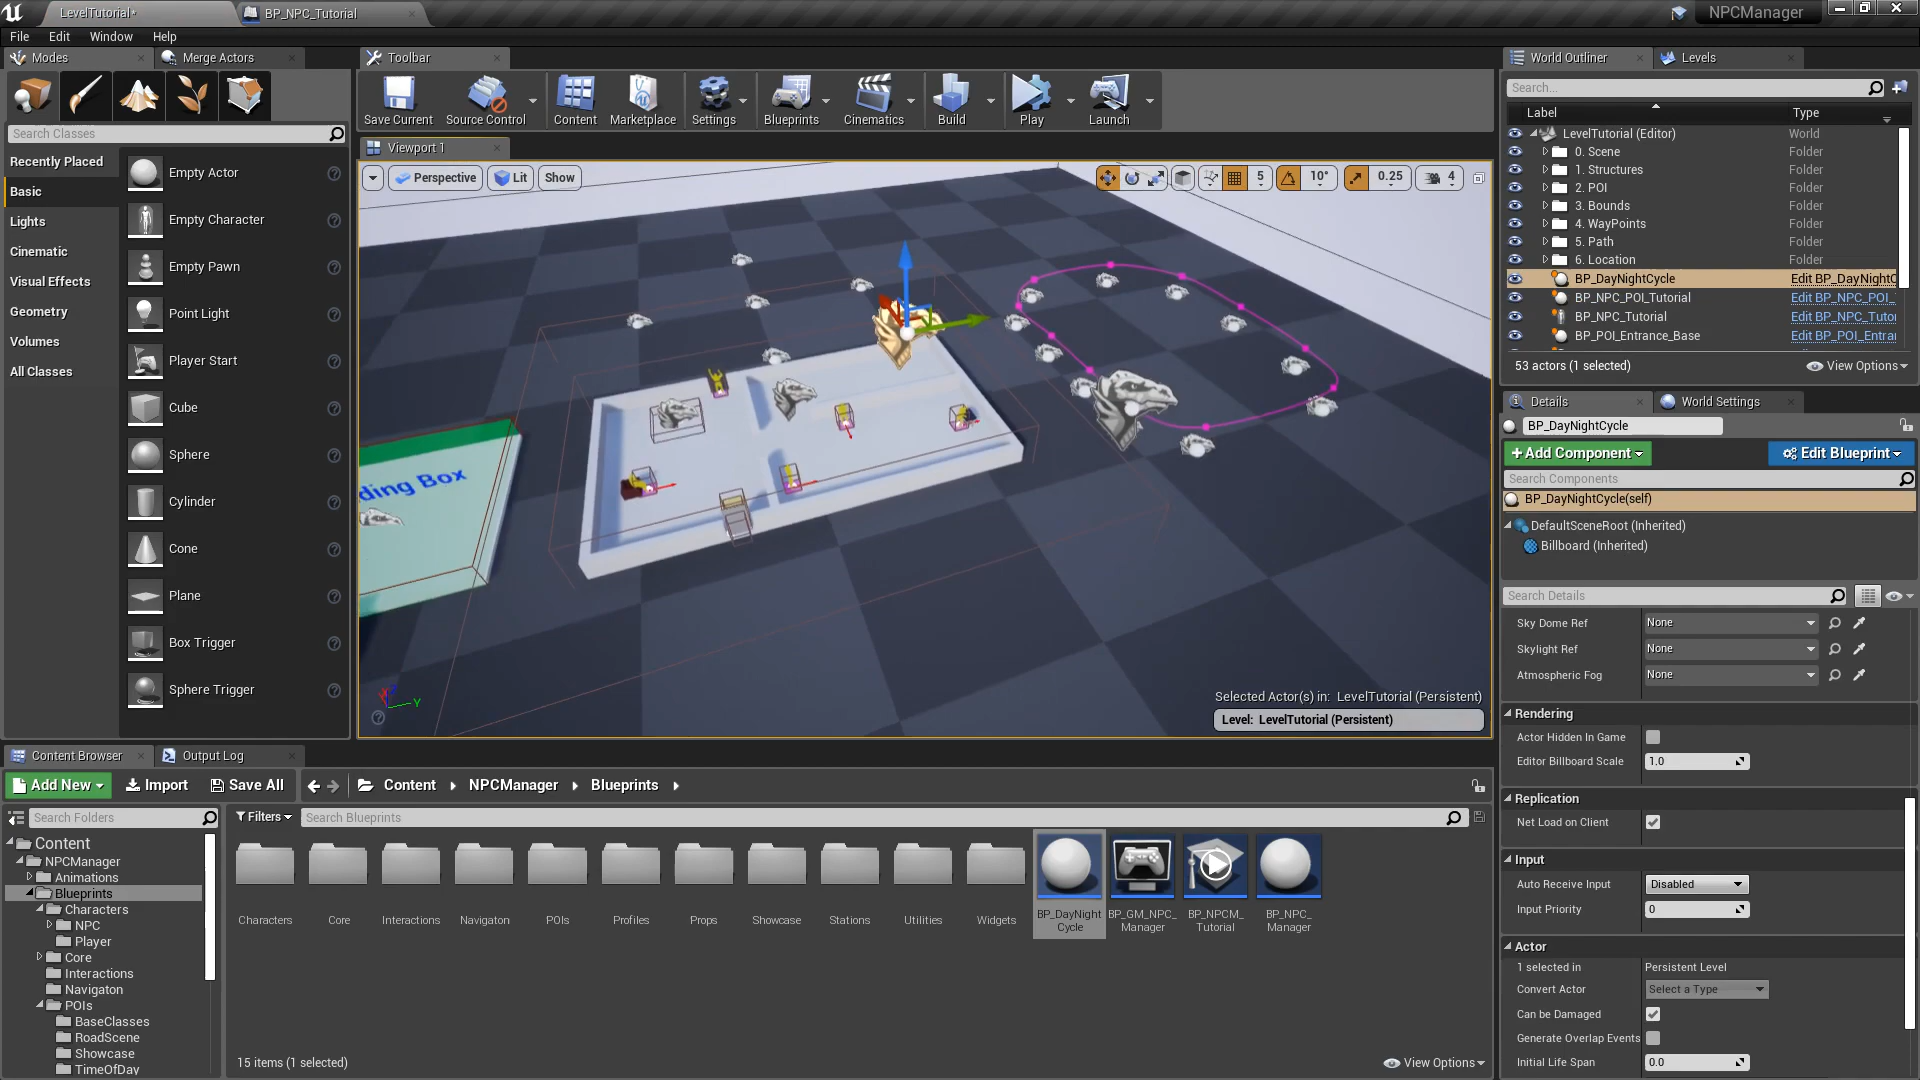 LevelTutorial*
BP_NPC_Tutorial
NPCManager
File Edit Window Help
Modes
Merge Actors
Toolbar
World Outliner
Levels
Save Current
Source Control
Content
Marketplace
Settings
Blueprints
Cinematics
Build
Play
Launch
Search Classes
Recently Placed
Basic
Lights
Cinematic
Visual Effects
Geometry
Volumes
All Classes
Empty Actor
Empty Character
Empty Pawn
Point Light
Player Start
Cube
Sphere
Cylinder
Cone
Plane
Box Trigger
Sphere Trigger
Viewport 1
Perspective
Lit
Show
5
10°
0.25
4
ding Box
Y
Selected Actor(s) in: LevelTutorial (Persistent)
Level: LevelTutorial (Persistent)
Search...
Label Type
LevelTutorial (Editor) World
0. Scene Folder
1. Structures Folder
2. POI Folder
3. Bounds Folder
4. WayPoints Folder
5. Path Folder
6. Location Folder
BP_DayNightCycle Edit BP_DayNightC
BP_NPC_POI_Tutorial Edit BP_NPC_POI_
BP_NPC_Tutorial Edit BP_NPC_Tutor
BP_POI_Entrance_Base Edit BP_POI_Entrar
53 actors (1 selected)
View Options
Details
World Settings
BP_DayNightCycle
+Add Component
Edit Blueprint
Search Components
BP_DayNightCycle(self)
DefaultSceneRoot (Inherited)
Billboard (Inherited)
Search Details
Sky Dome Ref None
Skylight Ref None
Atmospheric Fog None
Rendering
Actor Hidden In Game
Editor Billboard Scale 1.0
Replication
Net Load on Client
Input
Auto Receive Input Disabled
Input Priority 0
Actor
1 selected in Persistent Level
Convert Actor Select a Type
Can be Damaged
Generate Overlap Events
Initial Life Span 0.0
Content Browser
Output Log
Add New
Import
Save All
Content
NPCManager
Blueprints
Search Folders
Filters
Search Blueprints
Content
NPCManager
Animations
Blueprints
Characters
NPC
Player
Core
Interactions
Navigaton
POIs
BaseClasses
RoadScene
Showcase
TimeOfDay
Characters
Core
Interactions
Navigaton
POIs
Profiles
Props
Showcase
Stations
Utilities
Widgets
BP_DayNight
Cycle
BP_GM_NPC_
Manager
BP_NPCM_
Tutorial
BP_NPC_
Manager
15 items (1 selected)
View Options